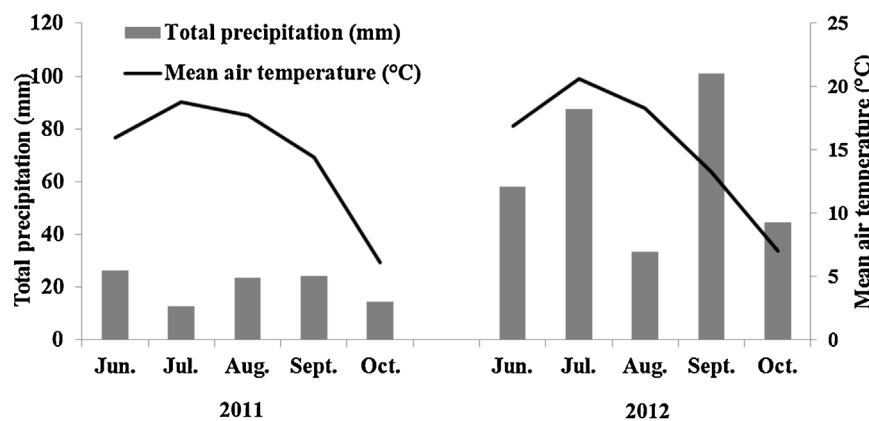 Total precipitation (mm)
Mean air temperature (°C)
Total precipitation (mm)
120
100
80
60
40
20
0
25
20
15
10
5
0
Mean air temperature (°C)
Jun. Jul. Aug. Sept. Oct. Jun. Jul. Aug. Sept. Oct.
2011 2012